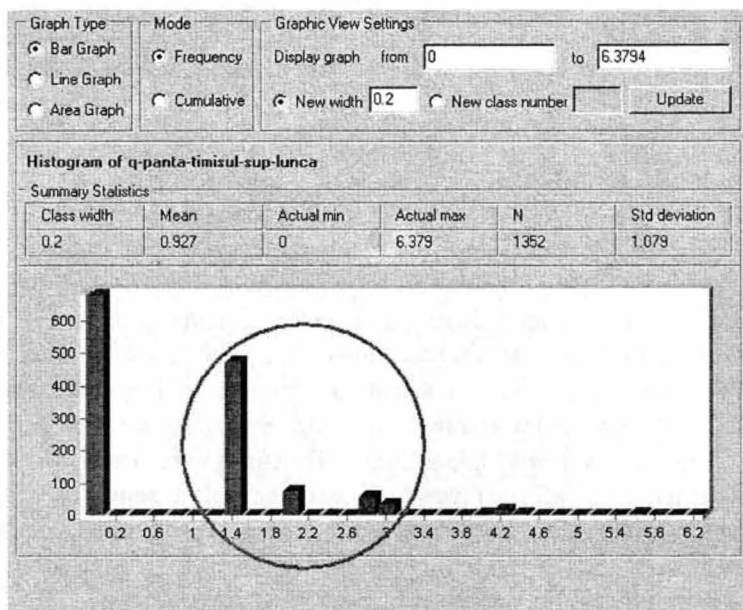 Graph Type
Bar Graph
Line Graph
Area Graph
Mode
Frequency
Cumulative
Graphic View Settings
Display graph from 0 to 6.3794
New width 0.2 New class number Update
Histogram of q-panta-timisul-sup-lunca
Summary Statistics
Class width Mean Actual min Actual max N Std deviation
0.2 0.927 0 6.379 1352 1.079
600
500
400
300
200
100
0
0.2 0.6 1 1.4 1.8 2.2 2.6 3 3.4 3.8 4.2 4.6 5 5.4 5.8 6.2